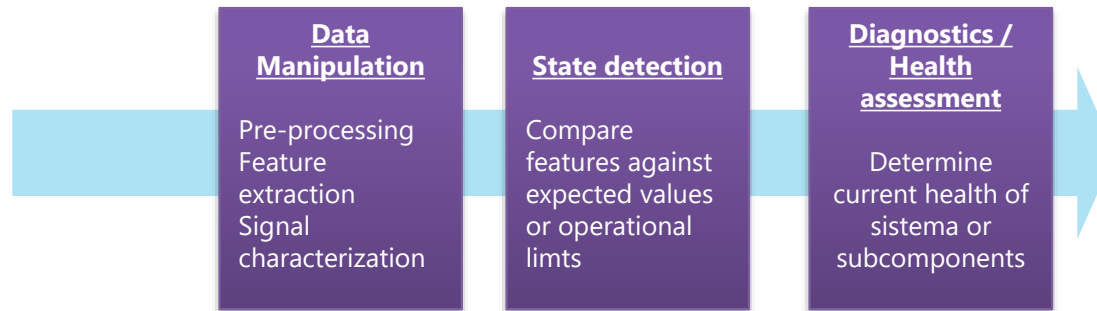 Data
Manipulation
Pre-processing
Feature
extraction
Signal
characterization
State detection
Compare
features against
expected values
or operational
limts
Diagnostics /
Health
assessment
Determine
current health of
sistema or
subcomponents